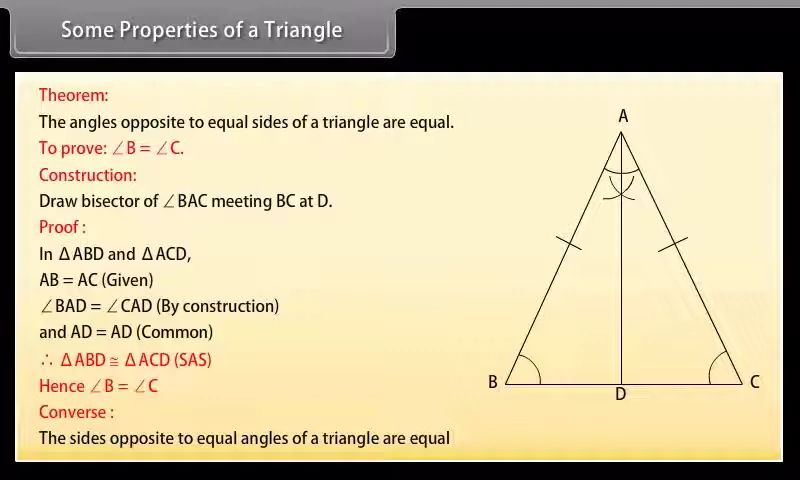 Some Properties of a Triangle
Theorem:
The angles opposite to equal sides of a triangle are equal.
To prove: ∠B = ∠C.
Construction:
Draw bisector of ∠BAC meeting BC at D.
Proof :
In ΔABD and ΔACD,
AB = AC (Given)
∠BAD = ∠CAD (By construction)
and AD = AD (Common)
∴ ΔABD ≅ ΔACD (SAS)
Hence ∠B = ∠C
Converse :
The sides opposite to equal angles of a triangle are equal
A
B
D
C